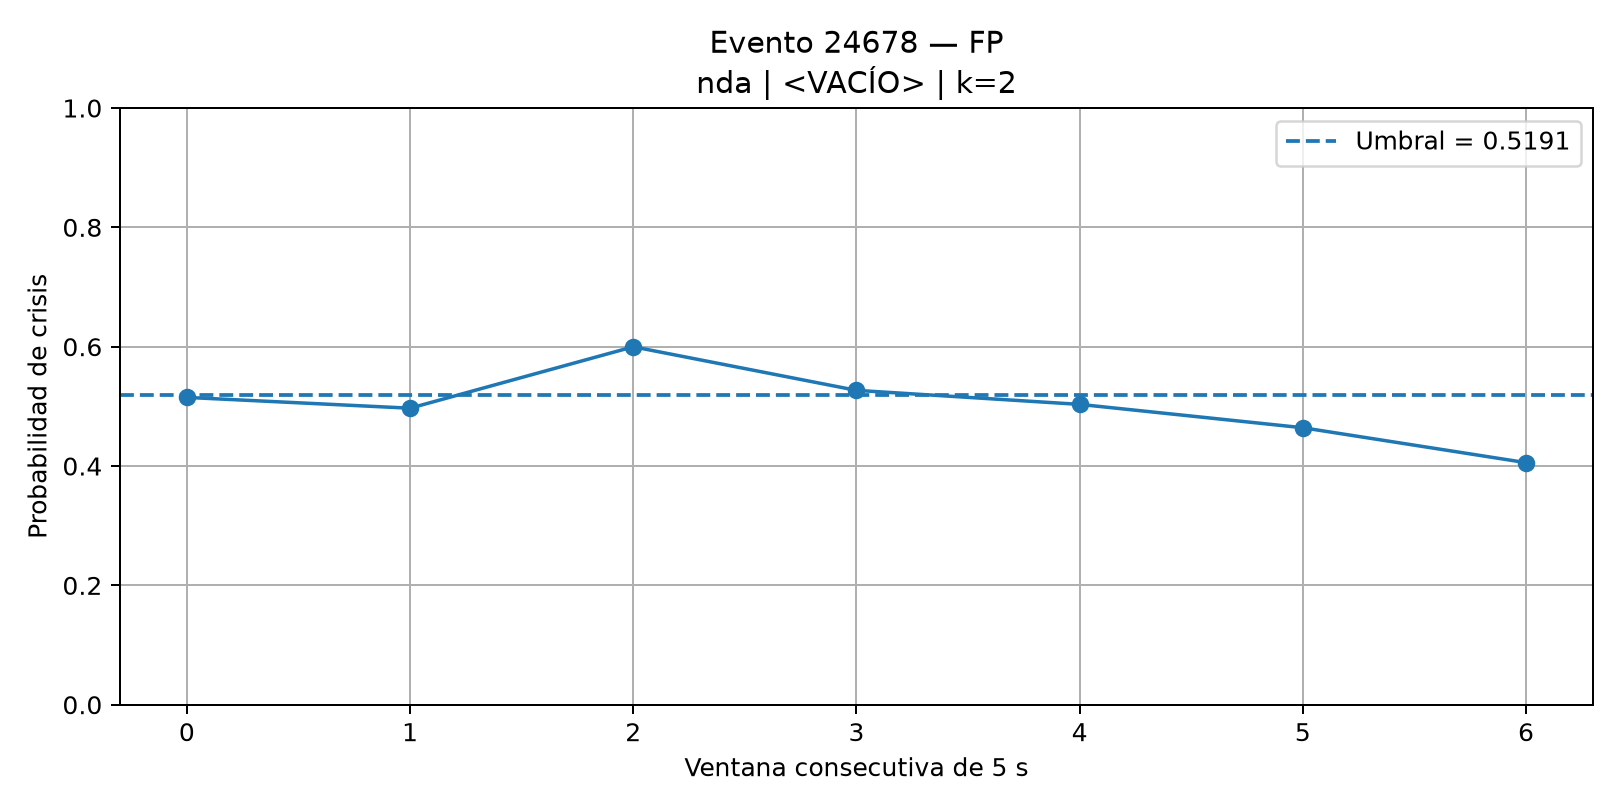 Evento 24678 — FP
nda | <VACÍO> | k=2
Umbral = 0.5191
Probabilidad de crisis
1.0
0.8
0.6
0.4
0.2
0.0
0 1 2 3 4 5 6
Ventana consecutiva de 5 s